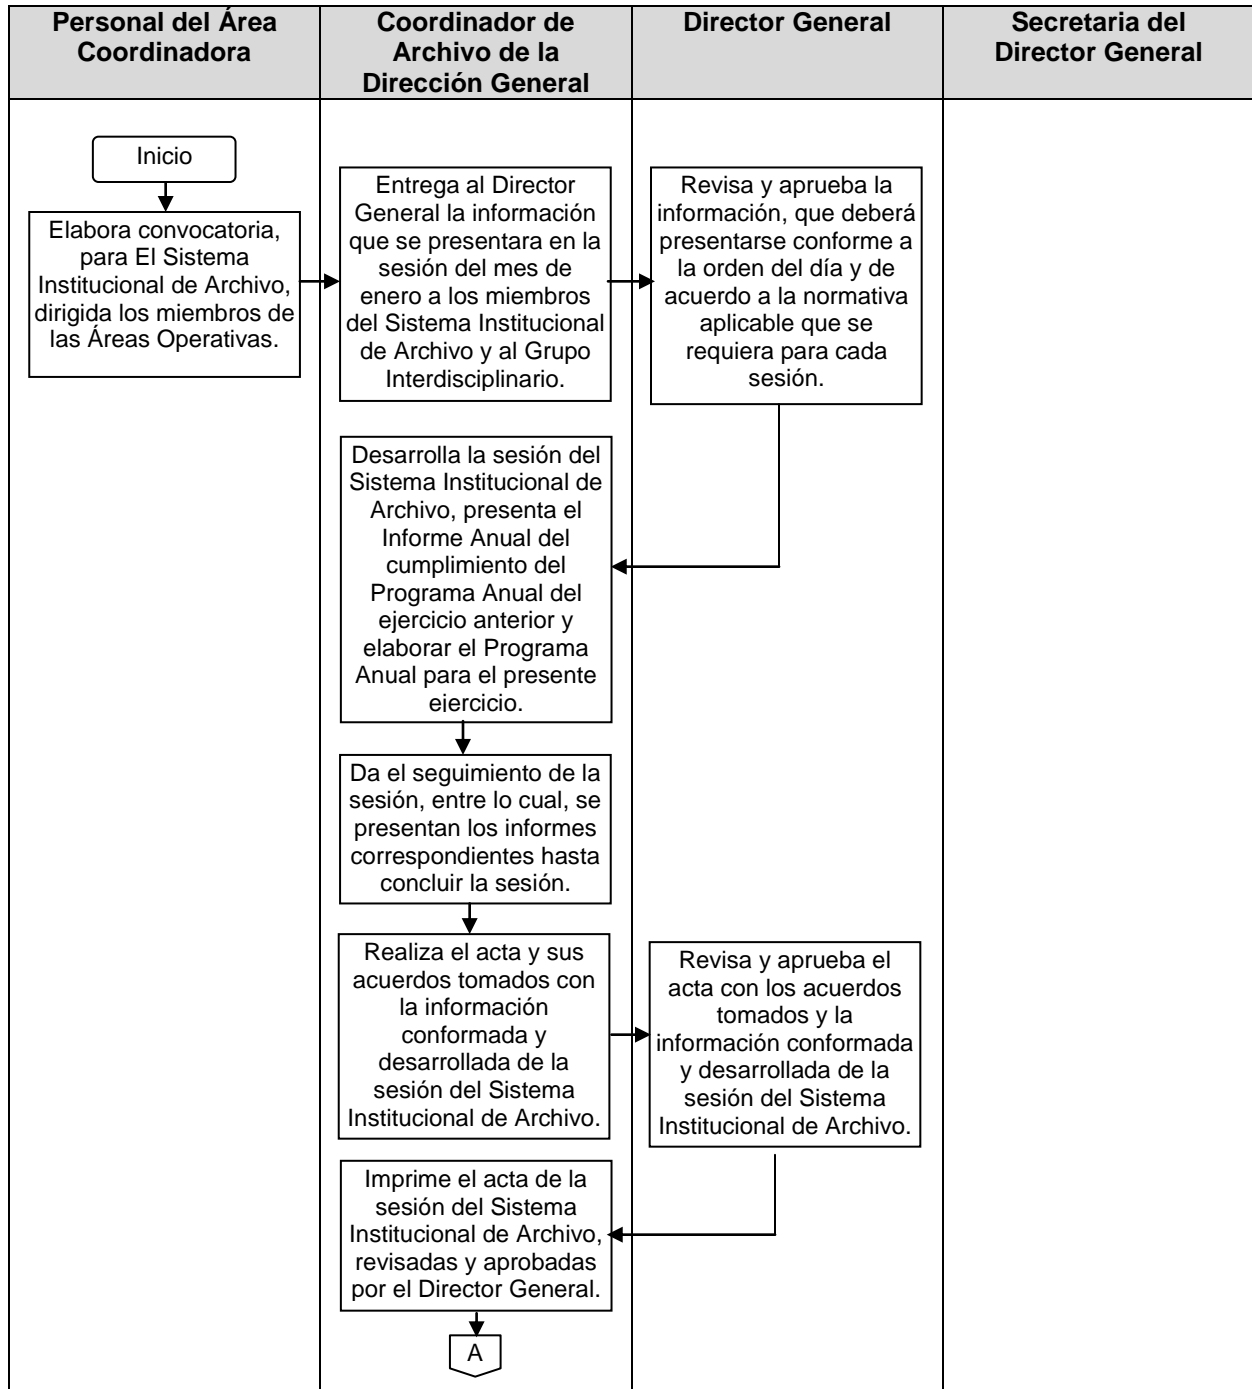 Personal del Área
Coordinadora
Coordinador de
Archivo de la
Dirección General
Director General
Secretaria del
Director General
Inicio
Elabora convocatoria,
para El Sistema
Institucional de Archivo,
dirigida los miembros de
las Áreas Operativas.
Entrega al Director
General la información
que se presentara en la
sesión del mes de
enero a los miembros
del Sistema Institucional
de Archivo y al Grupo
Interdisciplinario.
Revisa y aprueba la
información, que deberá
presentarse conforme a
la orden del día y de
acuerdo a la normativa
aplicable que se
requiera para cada
sesión.
Desarrolla la sesión del
Sistema Institucional de
Archivo, presenta el
Informe Anual del
cumplimiento del
Programa Anual del
ejercicio anterior y
elaborar el Programa
Anual para el presente
ejercicio.
Da el seguimiento de la
sesión, entre lo cual, se
presentan los informes
correspondientes hasta
concluir la sesión.
Realiza el acta y sus
acuerdos tomados con
la información
conformada y
desarrollada de la
sesión del Sistema
Institucional de Archivo.
Revisa y aprueba el
acta con los acuerdos
tomados y la
información conformada
y desarrollada de la
sesión del Sistema
Institucional de Archivo.
Imprime el acta de la
sesión del Sistema
Institucional de Archivo,
revisadas y aprobadas
por el Director General.
A